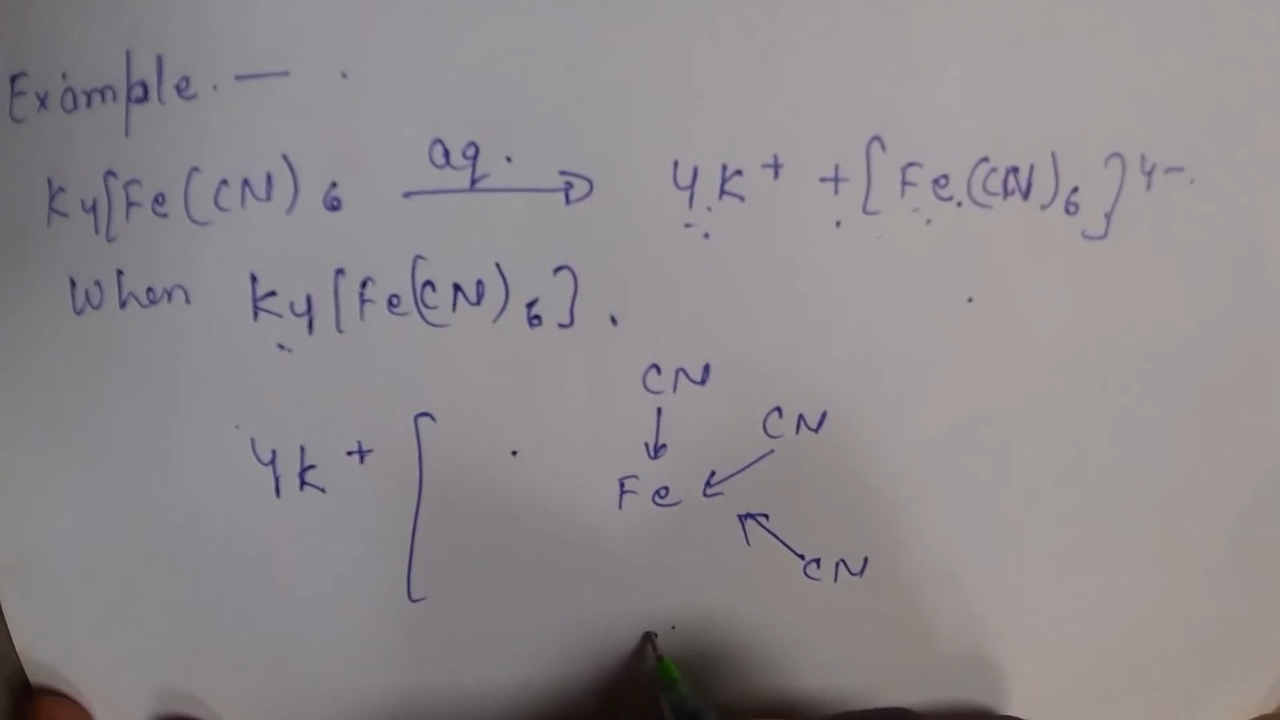 Example. —
K4[Fe(CN)6 aq. → 4K+ + [Fe(CN)6]4-
When K4[Fe(CN)6].
CN
CN
4K+ [ Fe
CN